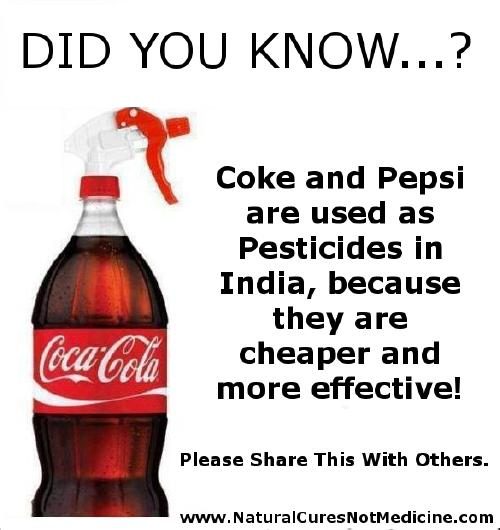 DID YOU KNOW...?
Coke and Pepsi
are used as
Pesticides in
India, because
they are
cheaper and
more effective!
Coca-Cola
Please Share This With Others.
www.NaturalCuresNotMedicine.com